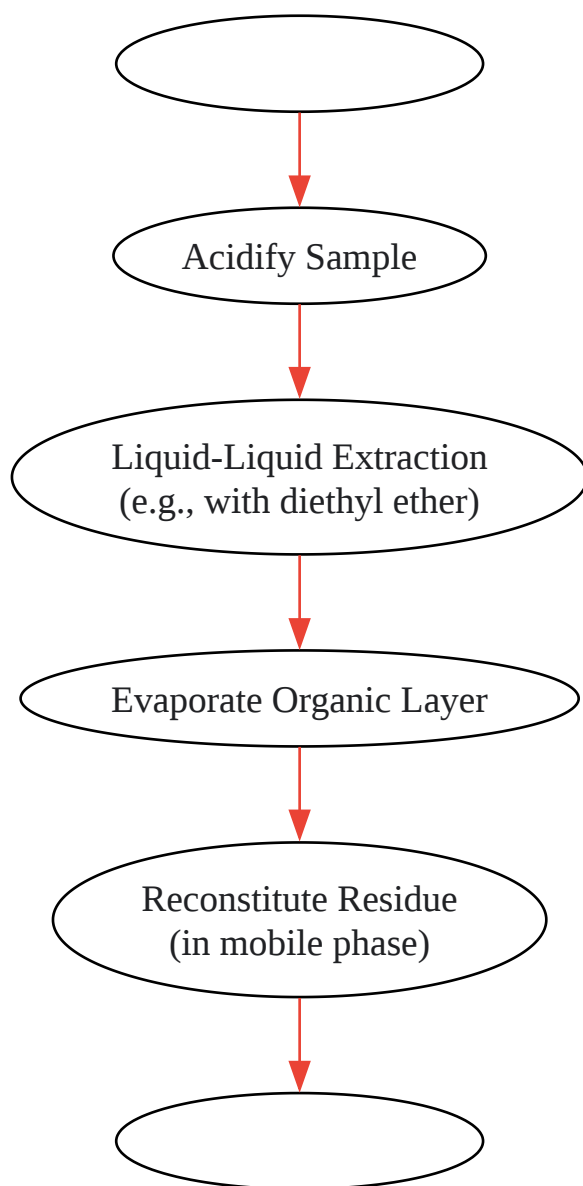 Acidify Sample
Liquid-Liquid Extraction
(e.g., with diethyl ether)
Evaporate Organic Layer
Reconstitute Residue
(in mobile phase)